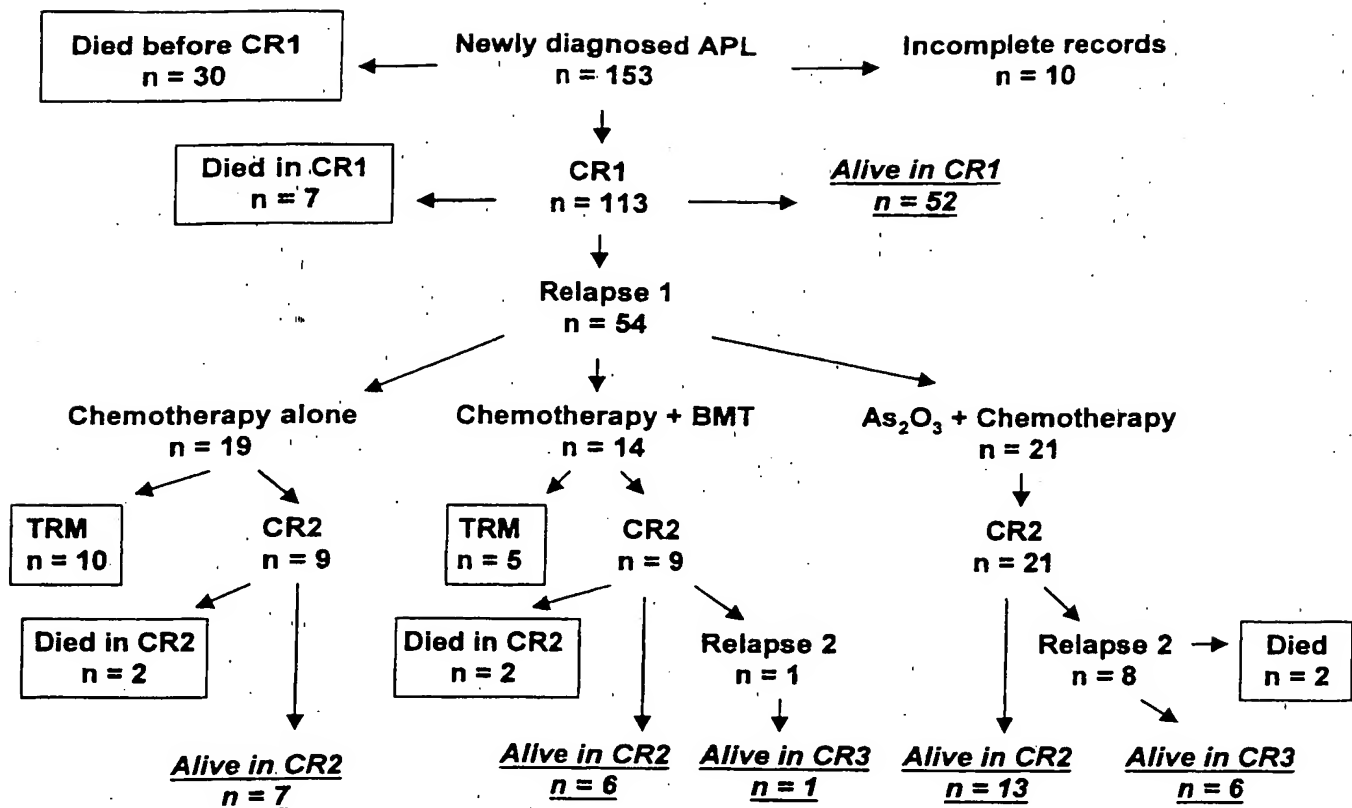 Died before CR1
n = 30
Newly diagnosed APL
n = 153
Incomplete records
n = 10
Died in CR1
n = 7
CR1
n = 113
Alive in CR1
n = 52
Relapse 1
n = 54
Chemotherapy alone
n = 19
Chemotherapy + BMT
n = 14
As₂O₃ + Chemotherapy
n = 21
TRM
n = 10
CR2
n = 9
TRM
n = 5
CR2
n = 9
CR2
n = 21
Died in CR2
n = 2
Died in CR2
n = 2
Relapse 2
n = 1
Relapse 2
n = 8
Died
n = 2
Alive in CR2
n = 7
Alive in CR2
n = 6
Alive in CR3
n = 1
Alive in CR2
n = 13
Alive in CR3
n = 6